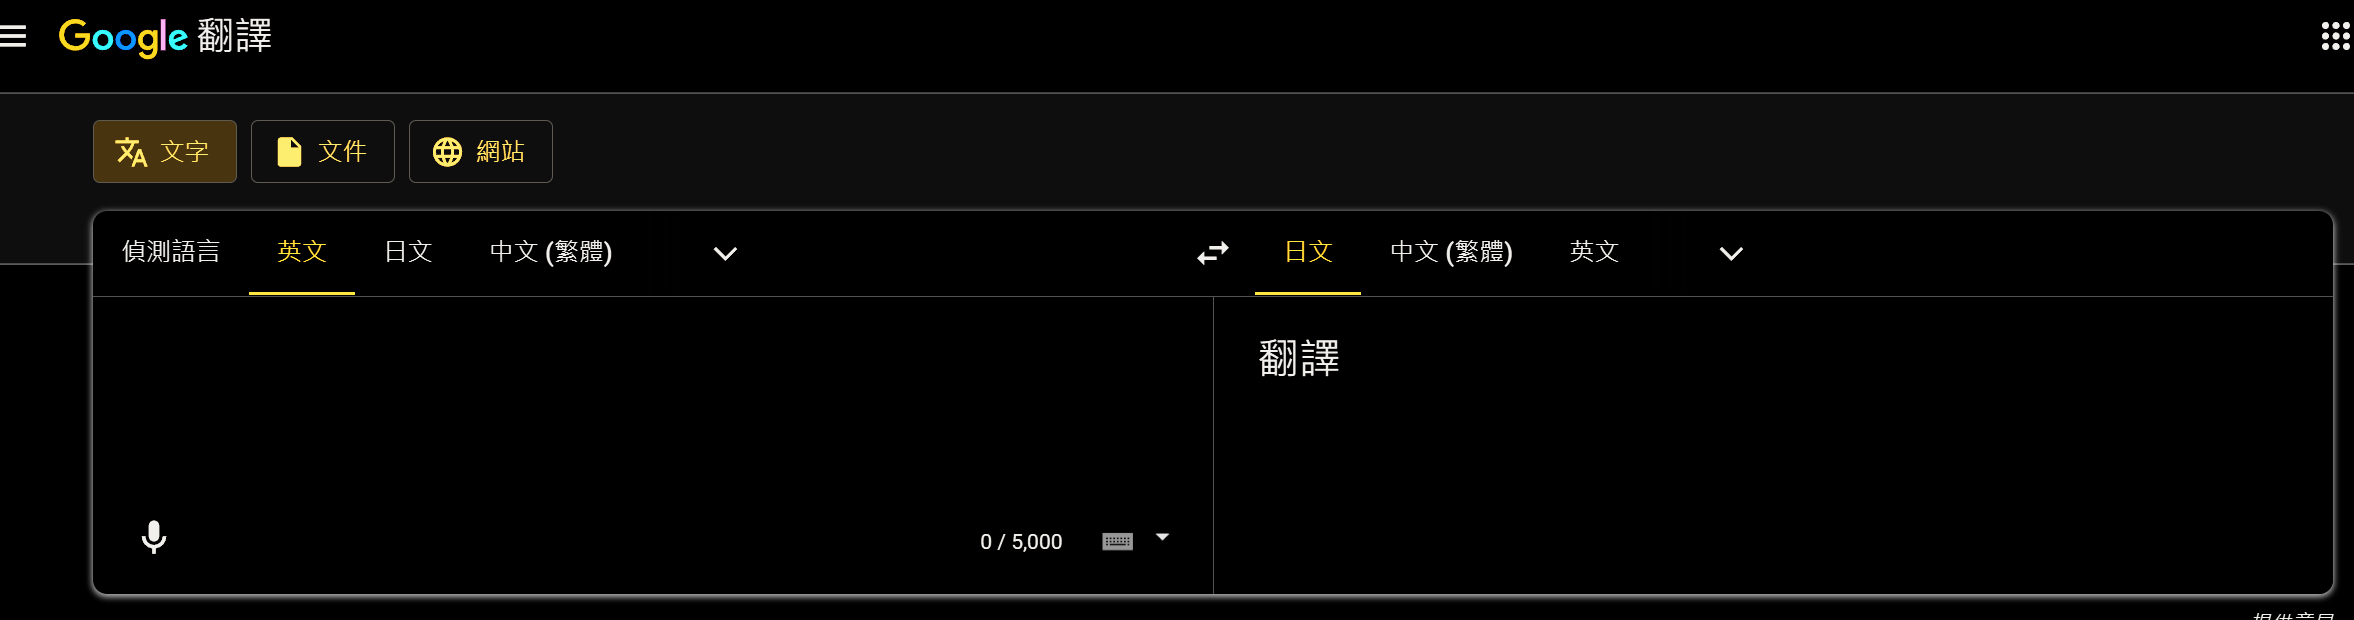 Google 翻譯
文字 文件 網站
偵測語言 英文 日文 中文 (繁體) 日文 中文 (繁體) 英文
翻譯
0 / 5,000